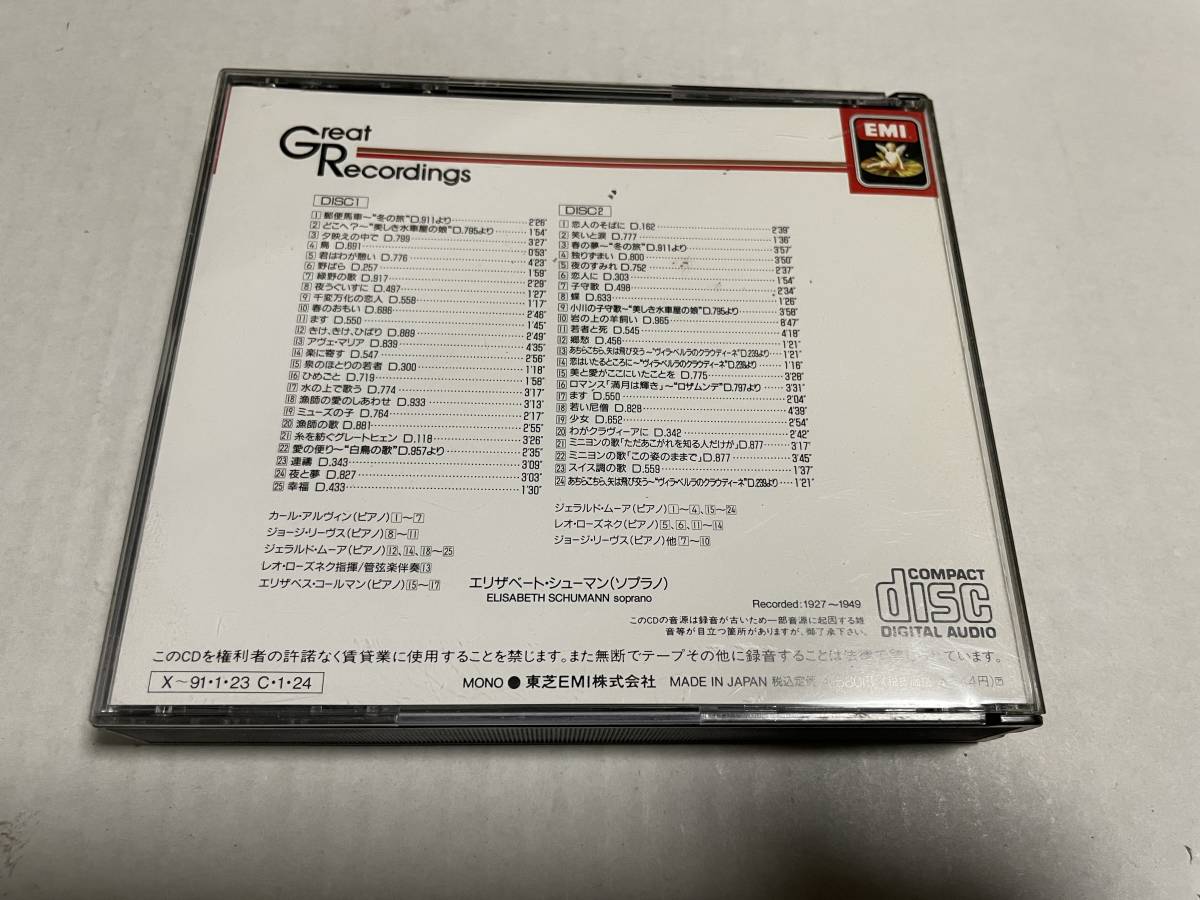 Great
Recordings
EMI
DISC 1
1 郵便馬車〜"冬の旅"D.911より 2'26"
2 どこへ?〜"美しき水車屋の娘"D.795より 1'54"
3 夕映えの中で D.799 3'27"
4 鳥 D.691 0'53"
5 君はわが憩い D.776 4'23"
6 野ばら D.257 1'59"
7 緑野の歌 D.917 2'29"
8 夜うぐいすに D.497 1'27"
9 千変万化の恋人 D.558 1'17"
10 春のおもい D.686 2'46"
11 ます D.550 1'45"
12 きけ、きけ、ひばり D.889 2'49"
13 アヴェ・マリア D.839 4'35"
14 楽に寄す D.547 2'56"
15 泉のほとりの若者 D.300 1'18"
16 ひめごと D.719 1'58"
17 水の上で歌う D.774 3'17"
18 漁師の愛のしあわせ D.933 3'13"
19 ミューズの子 D.764 2'17"
20 漁師の歌 D.881 2'55"
21 糸を紡ぐグレートヒェン D.118 3'26"
22 愛の便り〜"白鳥の歌"D.957より 2'35"
23 連祷 D.343 3'09"
24 夜と夢 D.827 3'03"
25 幸福 D.433 1'30"
カール・アルヴィン(ピアノ)1〜7
ジョージ・リーヴス(ピアノ)8〜11
ジェラルド・ムーア(ピアノ)12、14、18〜25
レオ・ローズネク指揮/管弦楽伴奏13
エリザベス・コールマン(ピアノ)15〜17
DISC 2
1 恋人のそばに D.162 2'39"
2 笑いと涙 D.777 1'36"
3 春の夢〜"冬の旅"D.911より 3'57"
4 独りずまい D.800 3'50"
5 夜のすみれ D.752 2'37"
6 恋人に D.303 1'54"
7 子守歌 D.498 2'34"
8 蝶 D.633 1'26"
9 小川の子守歌〜"美しき水車屋の娘"D.795より 3'58"
10 岩の上の羊飼い D.965 8'47"
11 若者と死 D.545 4'18"
12 郷愁 D.456 1'21"
13 あちらこちら、矢は飛び交う〜"ヴィラ・ベルラのクラウディーネ"D.239より 1'21"
14 恋はいたるところに〜"ヴィラ・ベルラのクラウディーネ"D.239より 1'16"
15 美と愛がここにいたことを D.775 3'28"
16 ロマンス「満月は輝き」〜"ロザムンデ"D.797より 3'31"
17 ます D.550 2'04"
18 若い尼僧 D.828 4'39"
19 少女 D.652 2'54"
20 わがクラヴィーアに D.342 2'42"
21 ミニヨンの歌「ただあこがれを知る人だけが」D.877 3'17"
22 ミニヨンの歌「この姿のままで」D.877 3'45"
23 スイス調の歌 D.559 1'37"
24 あちらこちら、矢は飛び交う〜"ヴィラ・ベルラのクラウディーネ"D.239より 1'21"
ジェラルド・ムーア(ピアノ)1〜4、15〜24
レオ・ローズネク(ピアノ)5、6、11〜14
ジョージ・リーヴス(ピアノ)他7〜10
エリザベート・シューマン(ソプラノ)
ELISABETH SCHUMANN soprano
Recorded:1927〜1949
COMPACT
disc
DIGITAL AUDIO
このCDの音源は録音が古いため一部音源に起因する雑
音等が目立つ箇所がありますが、御了承下さい。
このCDを権利者の許諾なく賃貸業に使用することを禁じます。また無断でテープその他に録音することは法律で禁じられています。
X〜91・1・23 C・1・24
MONO ● 東芝EMI株式会社 MADE IN JAPAN 税込定価